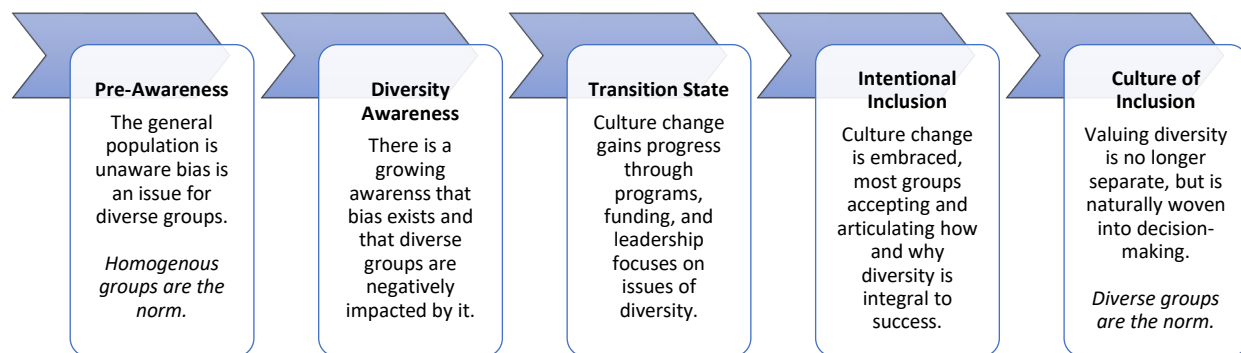 Pre-Awareness
The general
population is
unaware bias is
an issue for
diverse groups.
Homogenous
groups are the
norm.
Diversity
Awareness
There is a
growing
awarenss that
bias exists and
that diverse
groups are
negatively
impacted by it.
Transition State
Culture change
gains progress
through
programs,
funding, and
leadership
focuses on
issues of
diversity.
Intentional
Inclusion
Culture change
is embraced,
most groups
accepting and
articulating how
and why
diversity is
integral to
success.
Culture of
Inclusion
Valuing diversity
is no longer
separate, but is
naturally woven
into decision-
making.
Diverse groups
are the norm.